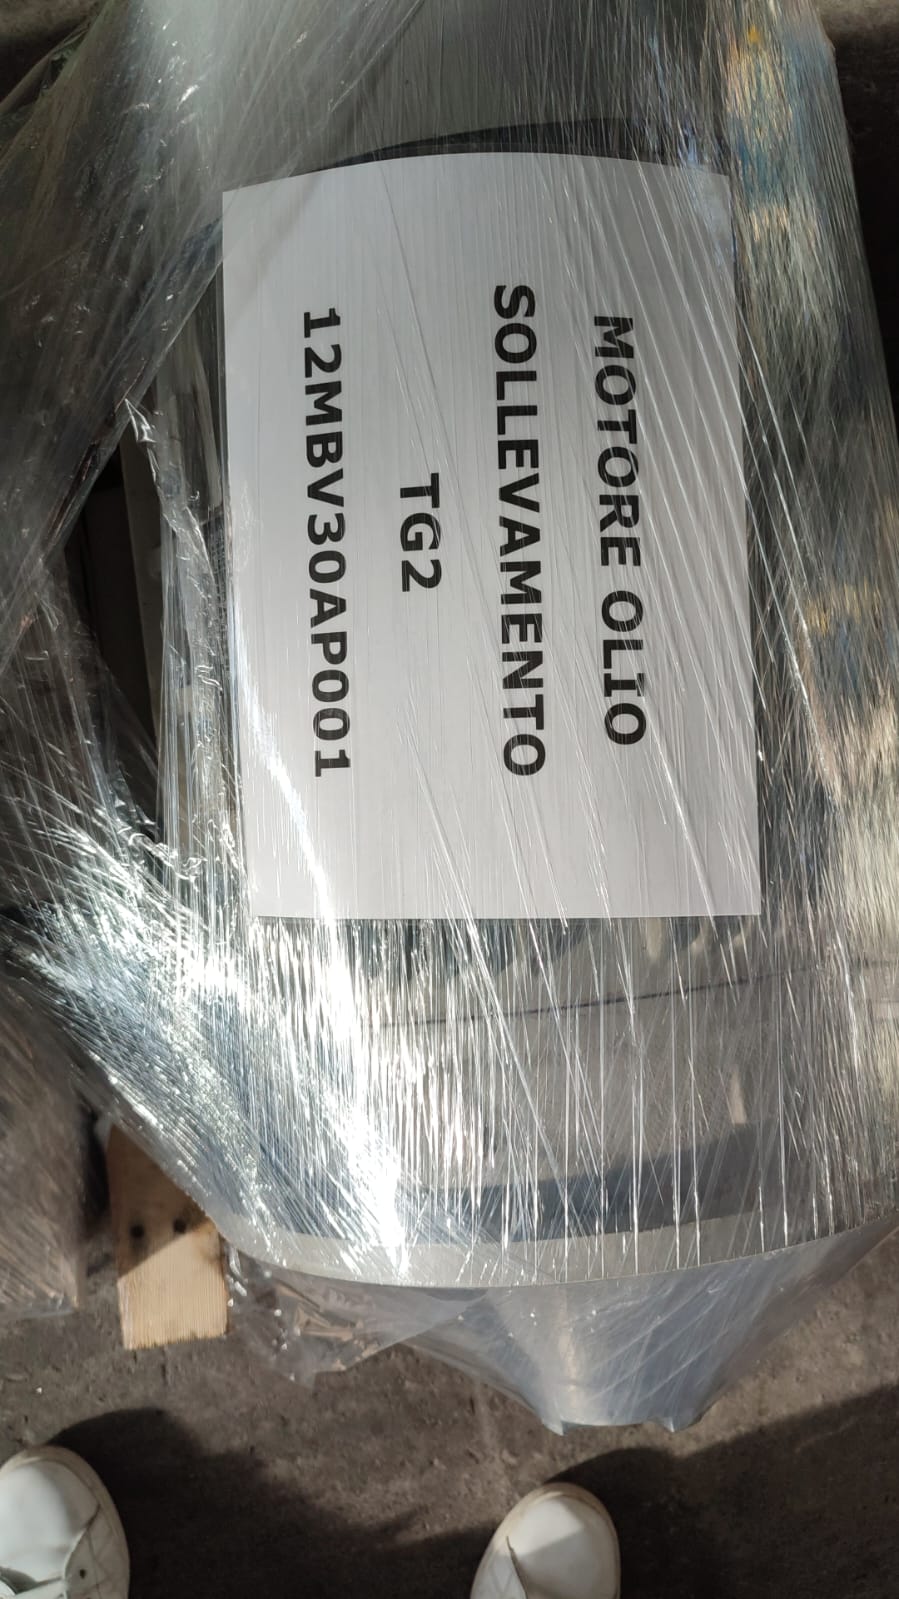 MOTORE OLIO
SOLLEVAMENTO
TG2
12MBV30AP001